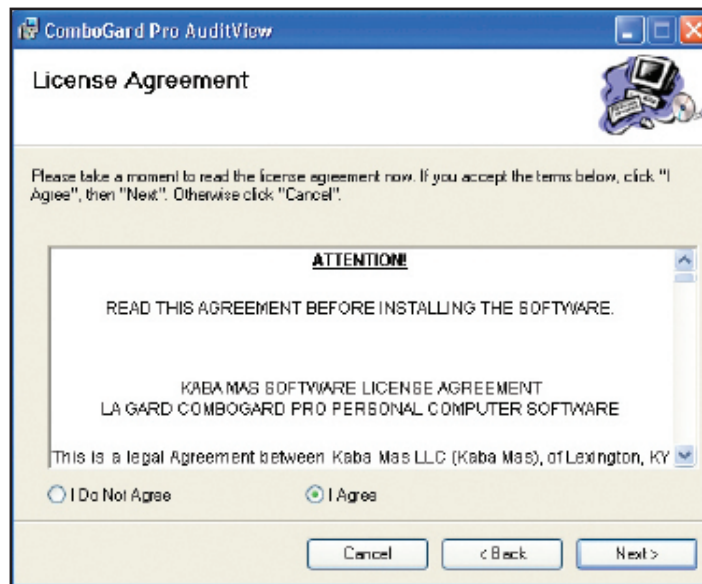 ComboGard Pro AuditView
License Agreement
Please take a moment to read the license agreement now. If you accept the terms below, click "I
Agree", then "Next". Otherwise click "Cancel".
ATTENTION!
READ THIS AGREEMENT BEFORE INSTALLING THE SOFTWARE.
KABA MAS SOFTWARE LICENSE AGREEMENT
LA GARD COMBOGARD PRO PERSONAL COMPUTER SOFTWARE
This is a legal Agreement between Kaba Mas LLC (Kaba Mas), of Lexington, KY
I Do Not Agree
I Agree
Cancel
< Back
Next >